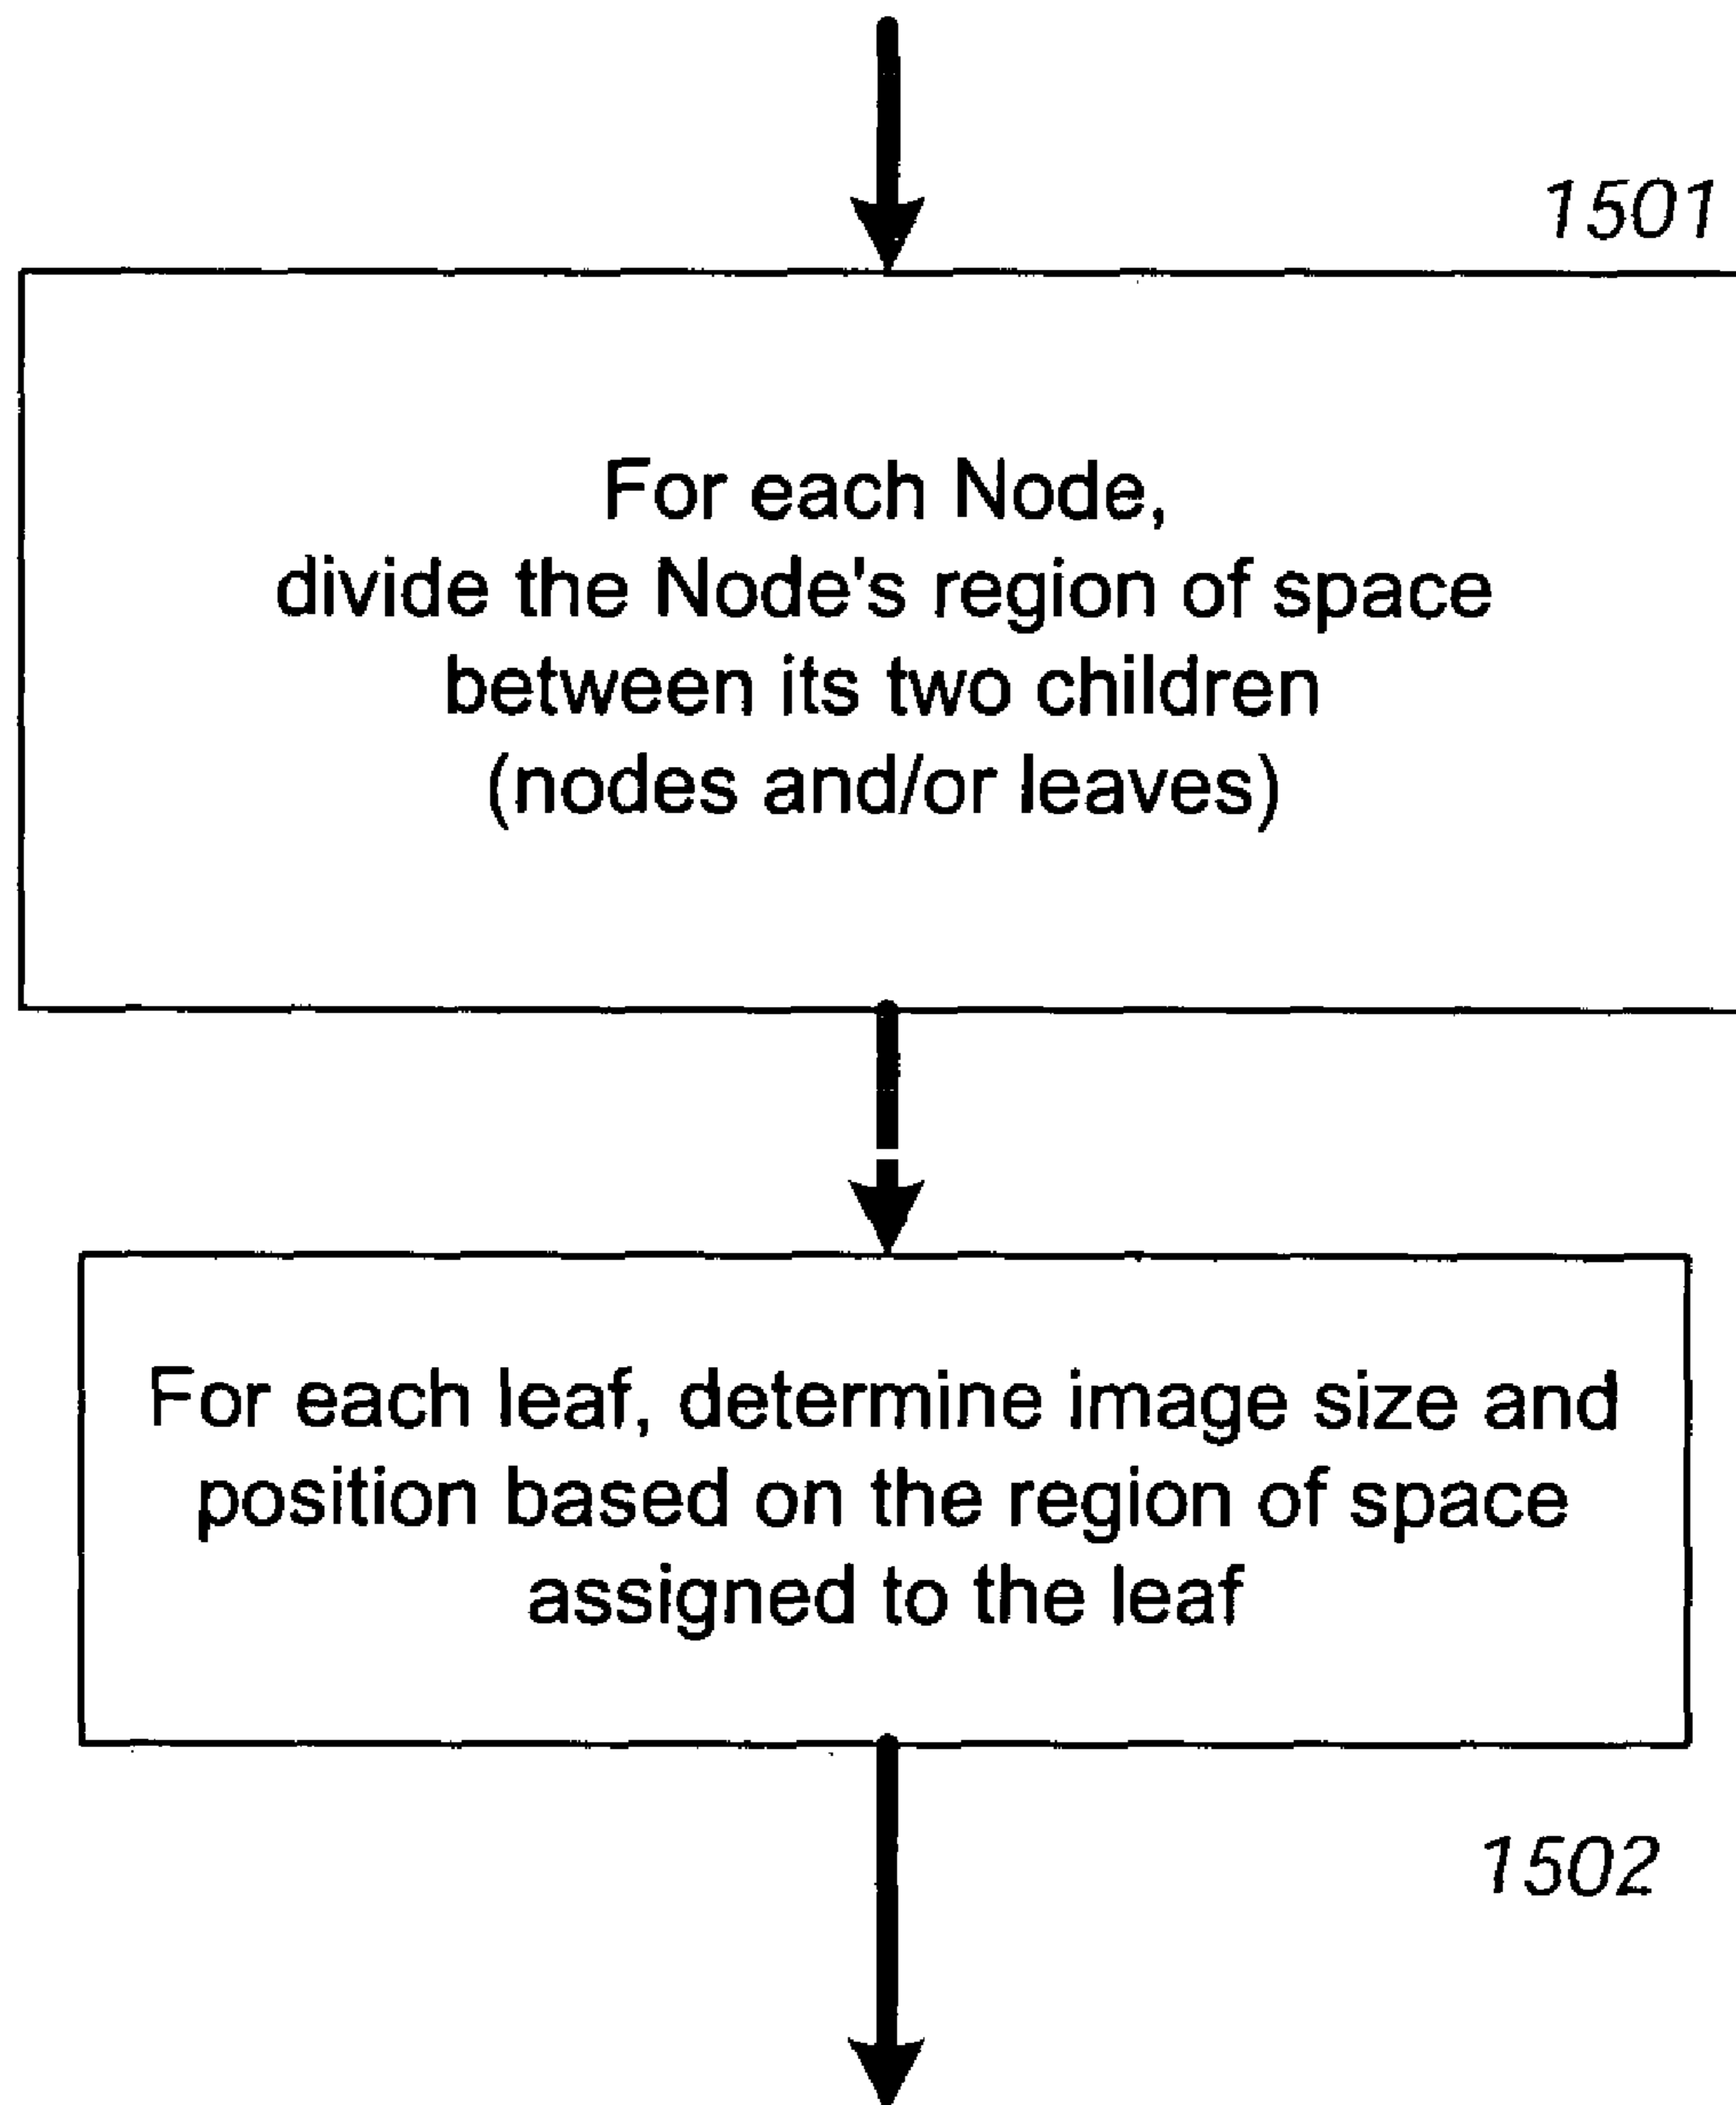 1501
For each Node,
divide the Node's region of space
between its two children
(nodes and/or leaves)
For each leaf, determine image size and
position based on the region of space
assigned to the leaf
1502